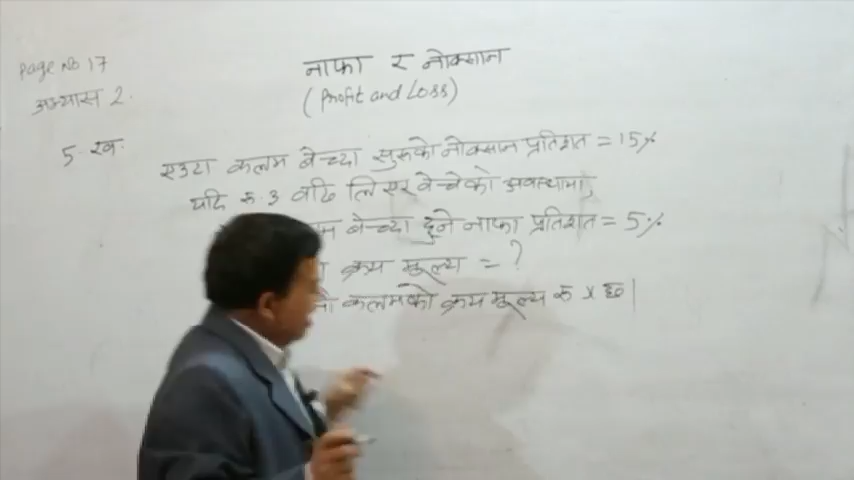 Page No 17
अभ्यास 2.
नाफा र नोक्सान
(Profit and Loss)
5. ख.
एउटा कलम बेच्दा सुरुको नोक्सान प्रतिशत = 15%
यदि रु. 3 बढि लिएर बेचेको अवस्थामा,
बेच्दा हुने नाफा प्रतिशत = 5%
क्रय मूल्य = ?
कलमको क्रय मूल्य रु x छ|